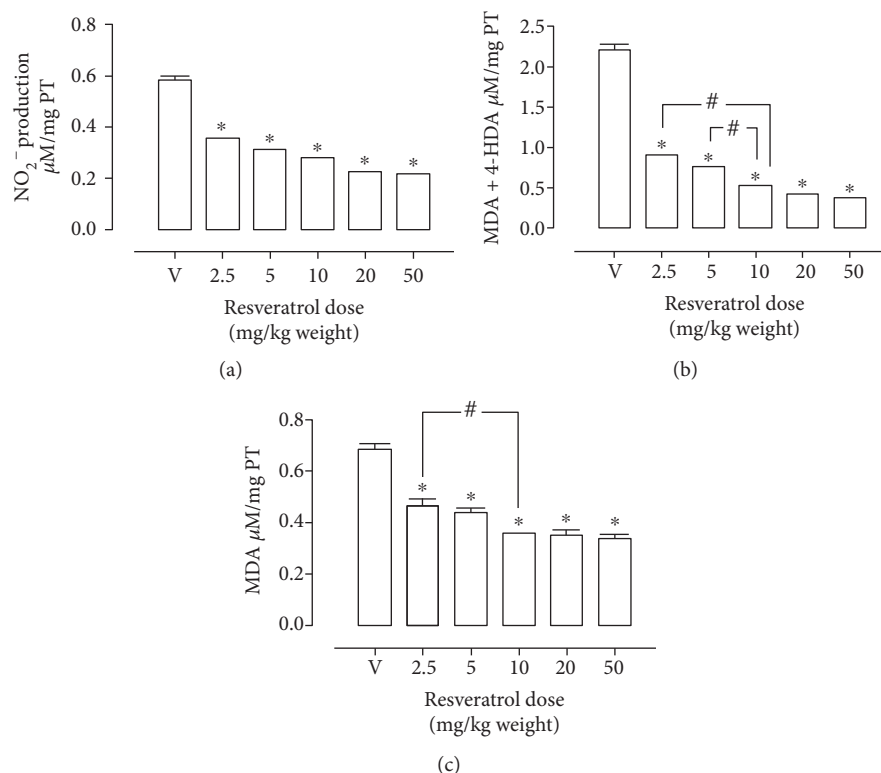 0.8
0.6
0.4
0.2
0.0
NO₂⁻ production
μM/mg PT
* * * * *
V 2.5 5 10 20 50
Resveratrol dose
(mg/kg weight)
(a)
2.5
2.0
1.5
1.0
0.5
0.0
MDA + 4-HDA μM/mg PT
#
#
* * * * *
V 2.5 5 10 20 50
Resveratrol dose
(mg/kg weight)
(b)
0.8
0.6
0.4
0.2
0.0
MDA μM/mg PT
#
* * * * *
V 2.5 5 10 20 50
Resveratrol dose
(mg/kg weight)
(c)